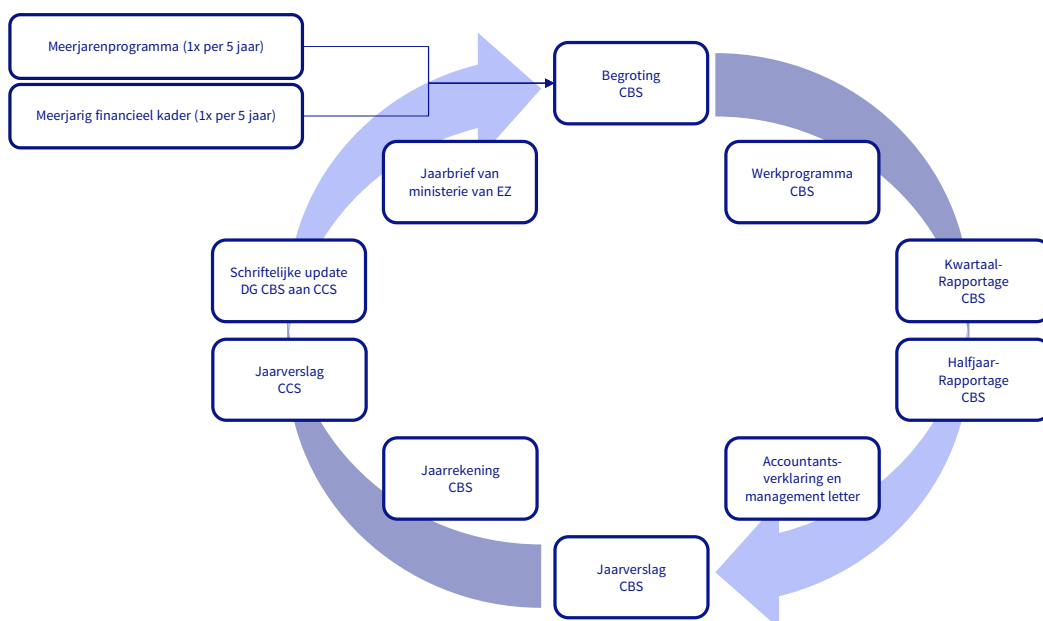 Meerjarenprogramma (1x per 5 jaar)
Meerjarig financieel kader (1x per 5 jaar)
Begroting
CBS
Werkprogramma
CBS
Kwartaal-
Rapportage
CBS
Halfjaar-
Rapportage
CBS
Accountants-
verklaring en
management letter
Jaarverslag
CBS
Jaarrekening
CBS
Jaarverslag
CCS
Schriftelijke update
DG CBS aan CCS
Jaarbrief van
ministerie van EZ